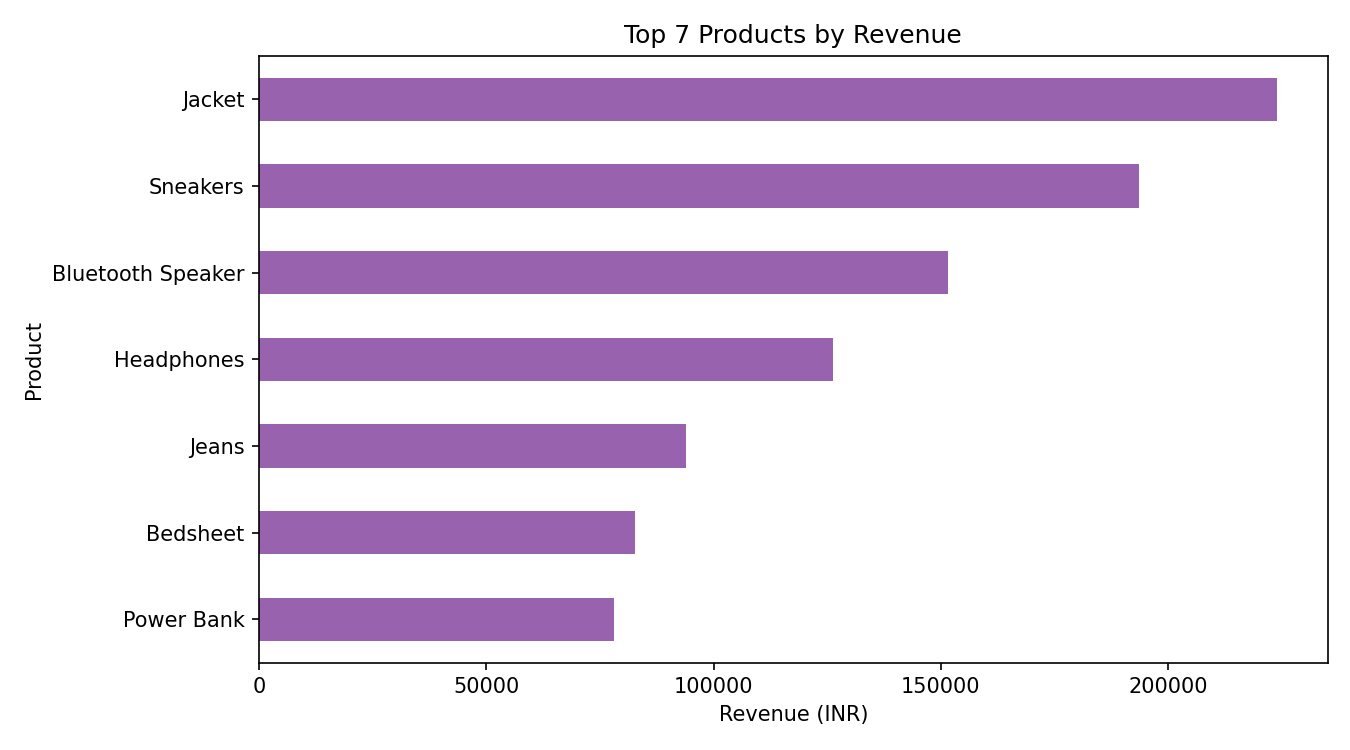 Top 7 Products by Revenue
Jacket
Sneakers
Bluetooth Speaker
Headphones
Jeans
Bedsheet
Power Bank
Product
0 50000 100000 150000 200000
Revenue (INR)